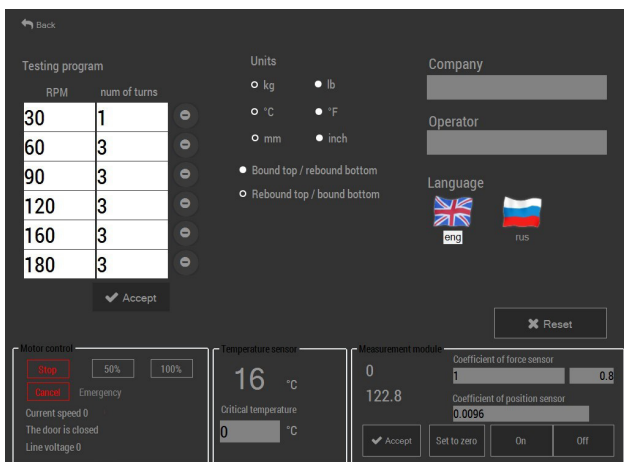 Back
Testing program
RPM num of turns
30 1
60 3
90 3
120 3
160 3
180 3
Accept
Units
kg lb
°C °F
mm inch
Bound top / rebound bottom
Rebound top / bound bottom
Company
Operator
Language
eng rus
Reset
Motor control
Stop 50% 100%
Cancel Emergency
Current speed 0
The door is closed
Line voltage 0
Temperature sensor
16 °C
Critical temperature
0 °C
Measurement module
0
122.8
Coefficient of force sensor
1 0.8
Coefficient of position sensor
0.0096
Accept Set to zero On Off